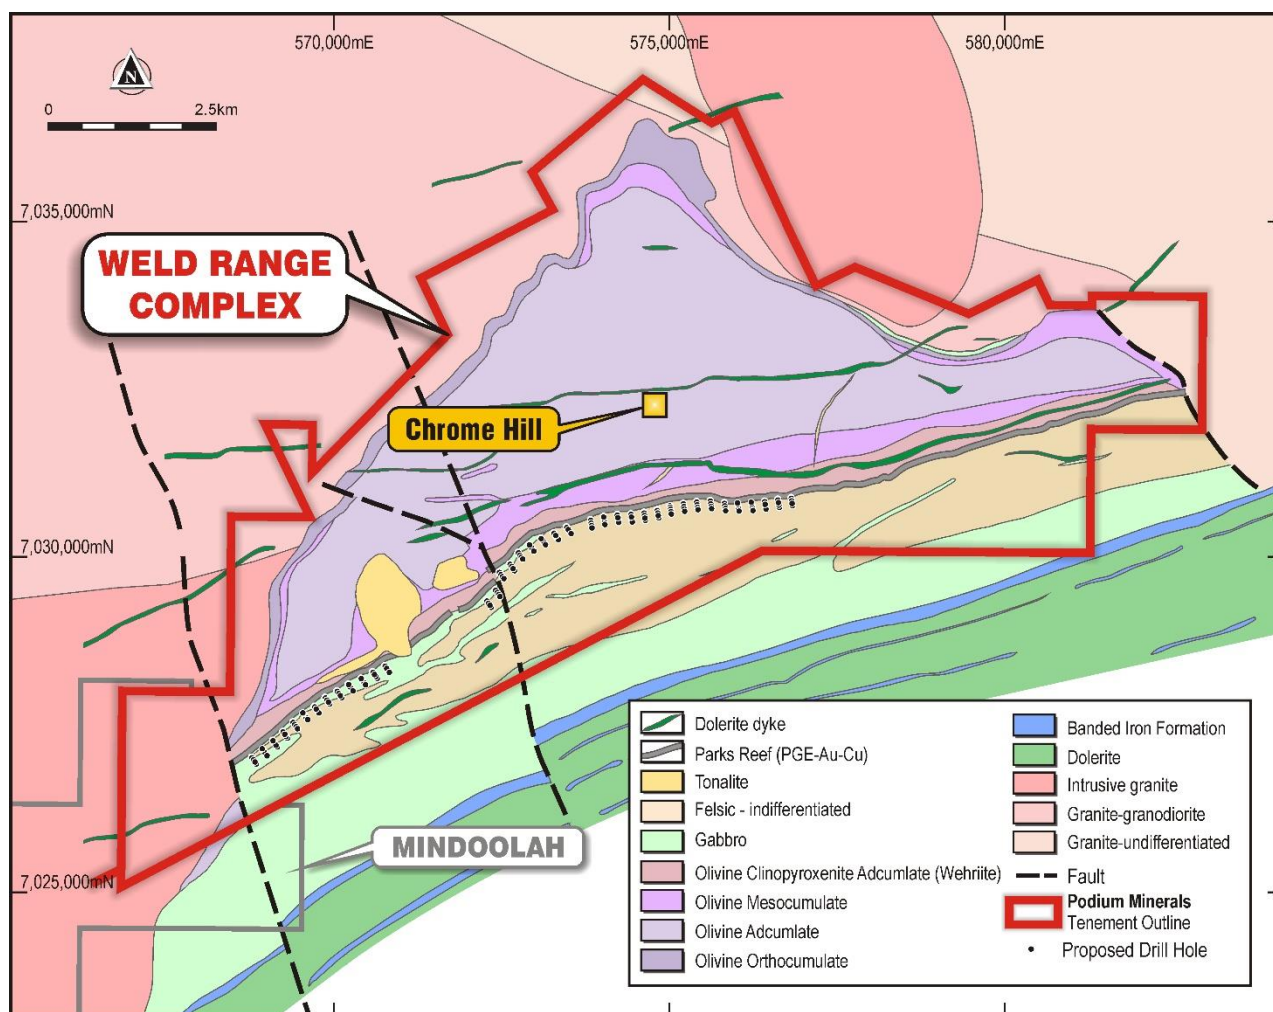 570,000mE
575,000mE
580,000mE
N
0
2.5km
7,035,000mN
WELD RANGE
COMPLEX
Chrome Hill
7,030,000mN
MINDOOLAH
7,025,000mN
Dolerite dyke
Parks Reef (PGE-Au-Cu)
Tonalite
Felsic - indifferentiated
Gabbro
Olivine Clinopyroxenite Adcumlate (Wehrlite)
Olivine Mesocumulate
Olivine Adcumlate
Olivine Orthocumulate
Banded Iron Formation
Dolerite
Intrusive granite
Granite-granodiorite
Granite-undifferentiated
Fault
Podium Minerals
Tenement Outline
Proposed Drill Hole